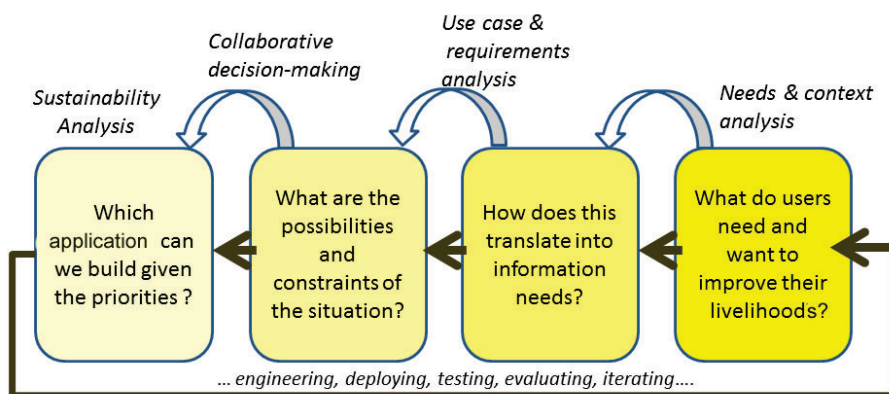 Sustainability
Analysis
Collaborative
decision-making
Use case &
requirements
analysis
Needs & context
analysis
Which
application can
we build given
the priorities ?
What are the
possibilities
and
constraints of
the situation?
How does this
translate into
information
needs?
What do users
need and
want to
improve their
livelihoods?
... engineering, deploying, testing, evaluating, iterating....